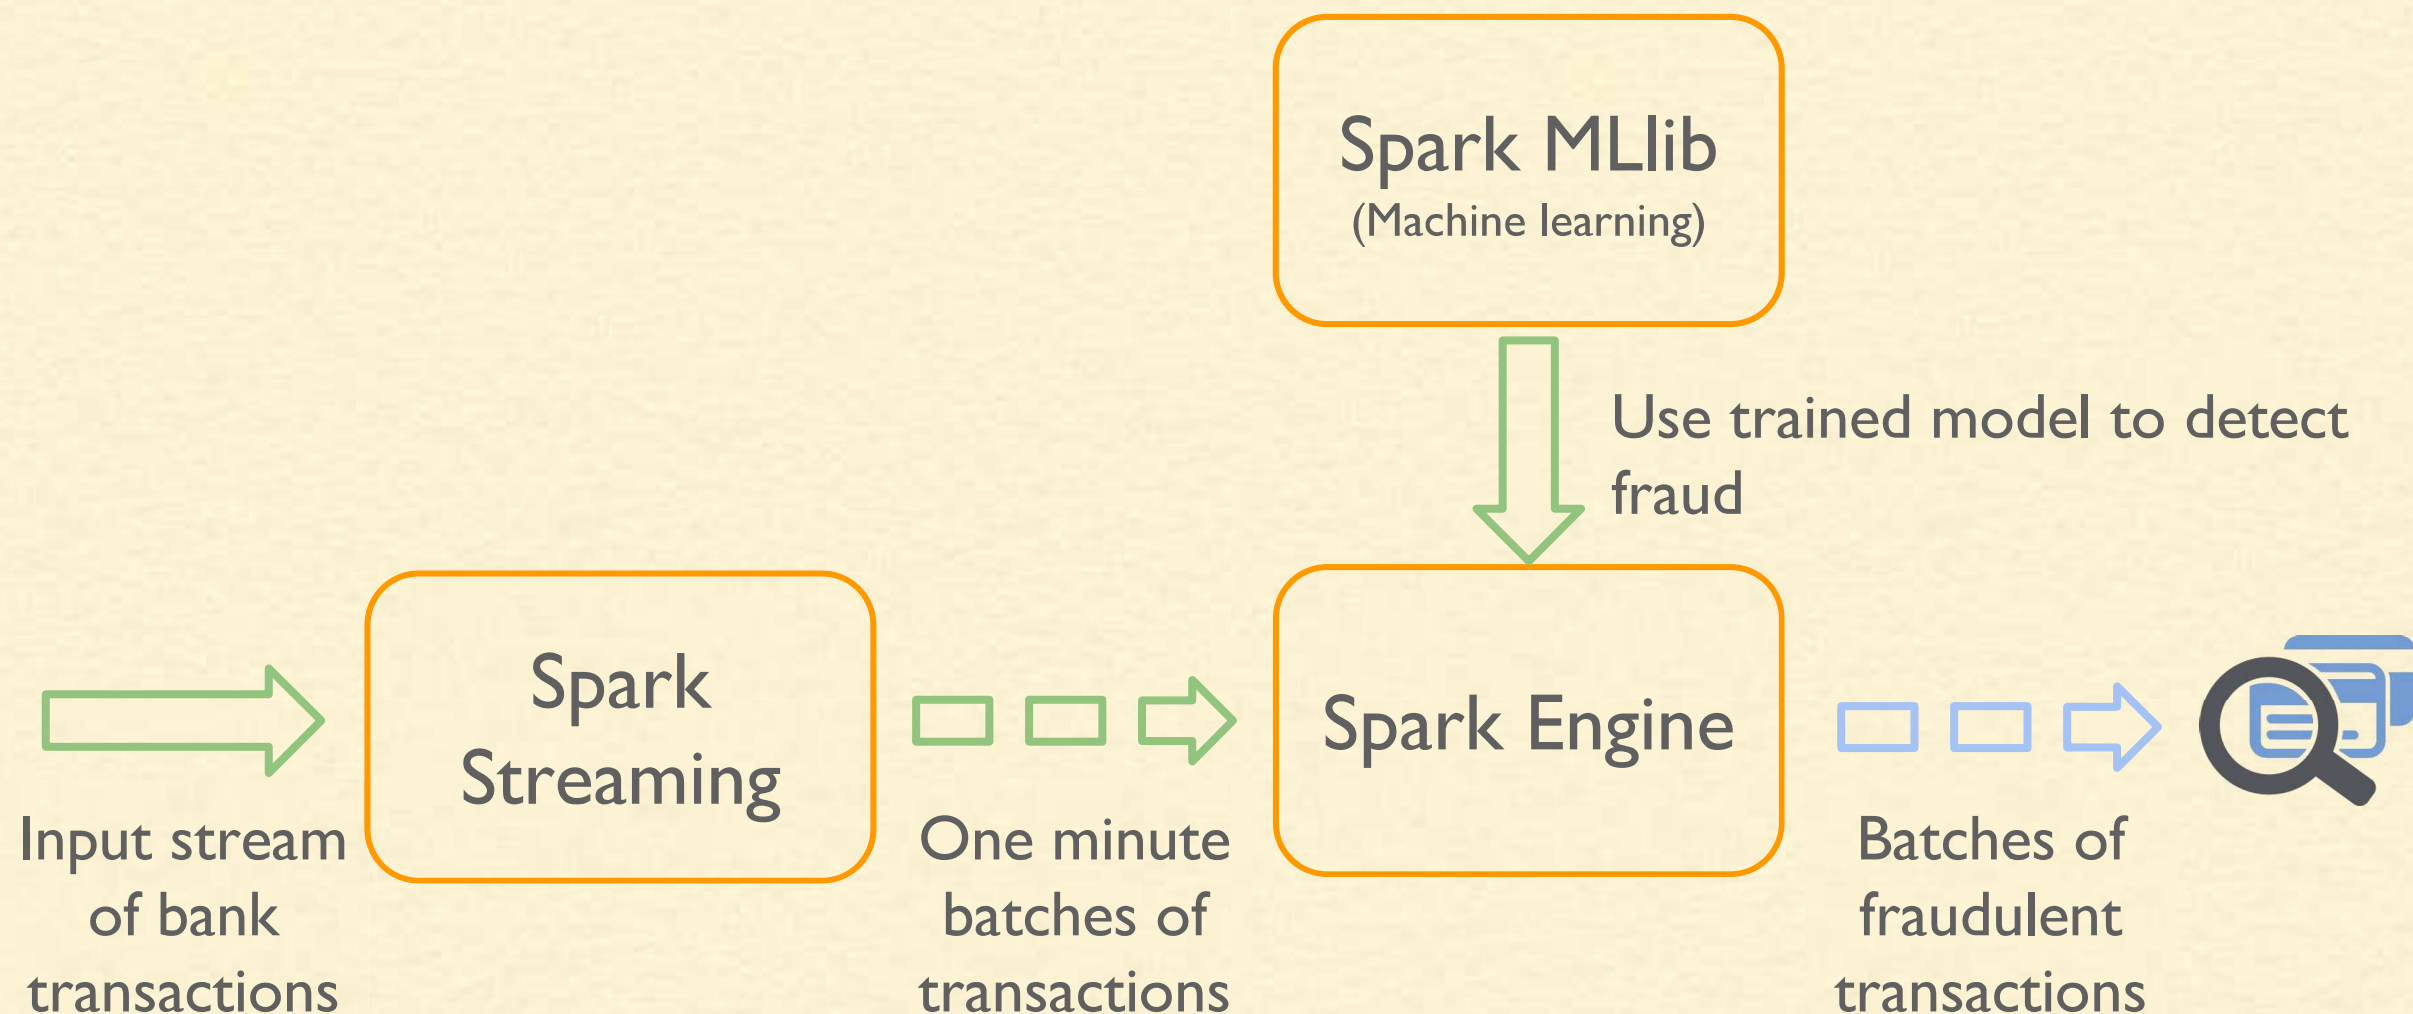 Spark MLlib
(Machine learning)
Use trained model to detect
fraud
Spark
Streaming
Spark Engine
Input stream
of bank
transactions
One minute
batches of
transactions
Batches of
fraudulent
transactions